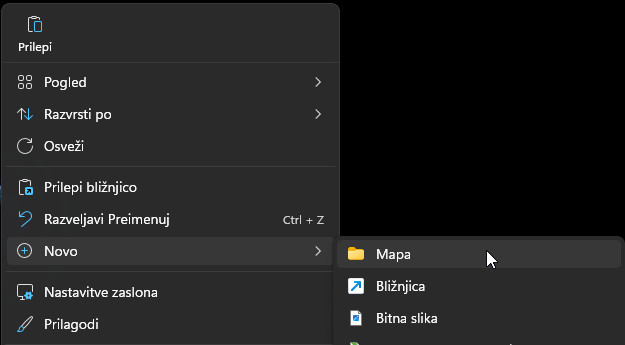 Prilepi
Pogled
Razvrsti po
Osveži
Prilepi bližnjico
Razveljavi Preimenuj Ctrl + Z
Novo
Mapa
Bližnjica
Bitna slika
Nastavitve zaslona
Prilagodi